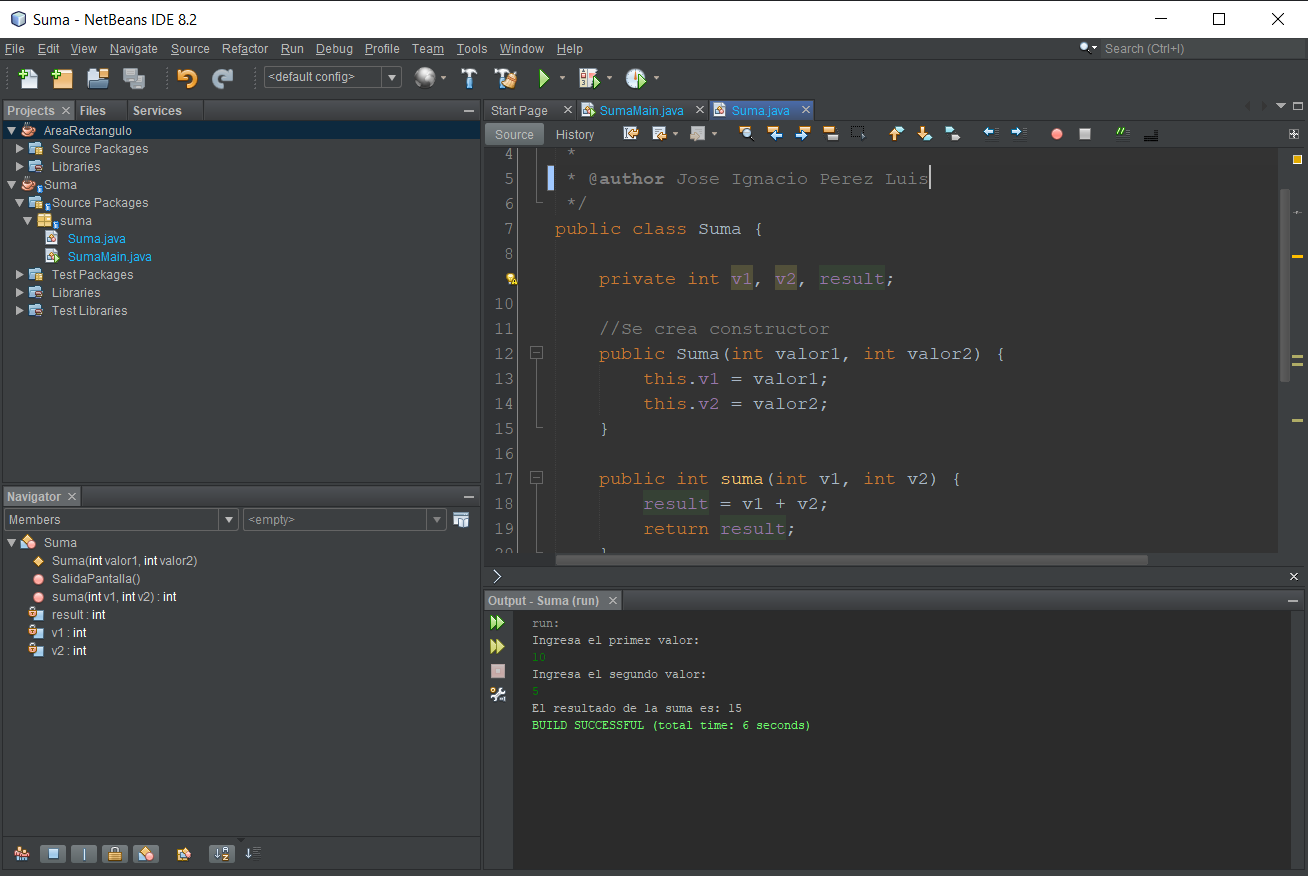 Suma - NetBeans IDE 8.2
File Edit View Navigate Source Refactor Run Debug Profile Team Tools Window Help
Search (Ctrl+I)
<default config>
Projects Files Services
AreaRectangulo
Source Packages
Libraries
Suma
Source Packages
suma
Suma.java
SumaMain.java
Test Packages
Libraries
Test Libraries
Navigator
Members <empty>
Suma
Suma(int valor1, int valor2)
SalidaPantalla()
suma(int v1, int v2) : int
result : int
v1 : int
v2 : int
Start Page SumaMain.java Suma.java
Source History
4 *
5 * @author Jose Ignacio Perez Luis
6 */
7 public class Suma {
8
private int v1, v2, result;
10
11 //Se crea constructor
12 public Suma(int valor1, int valor2) {
13 this.v1 = valor1;
14 this.v2 = valor2;
15 }
16
17 public int suma(int v1, int v2) {
18 result = v1 + v2;
19 return result;
20 }
Output - Suma (run)
run:
Ingresa el primer valor:
10
Ingresa el segundo valor:
5
El resultado de la suma es: 15
BUILD SUCCESSFUL (total time: 6 seconds)